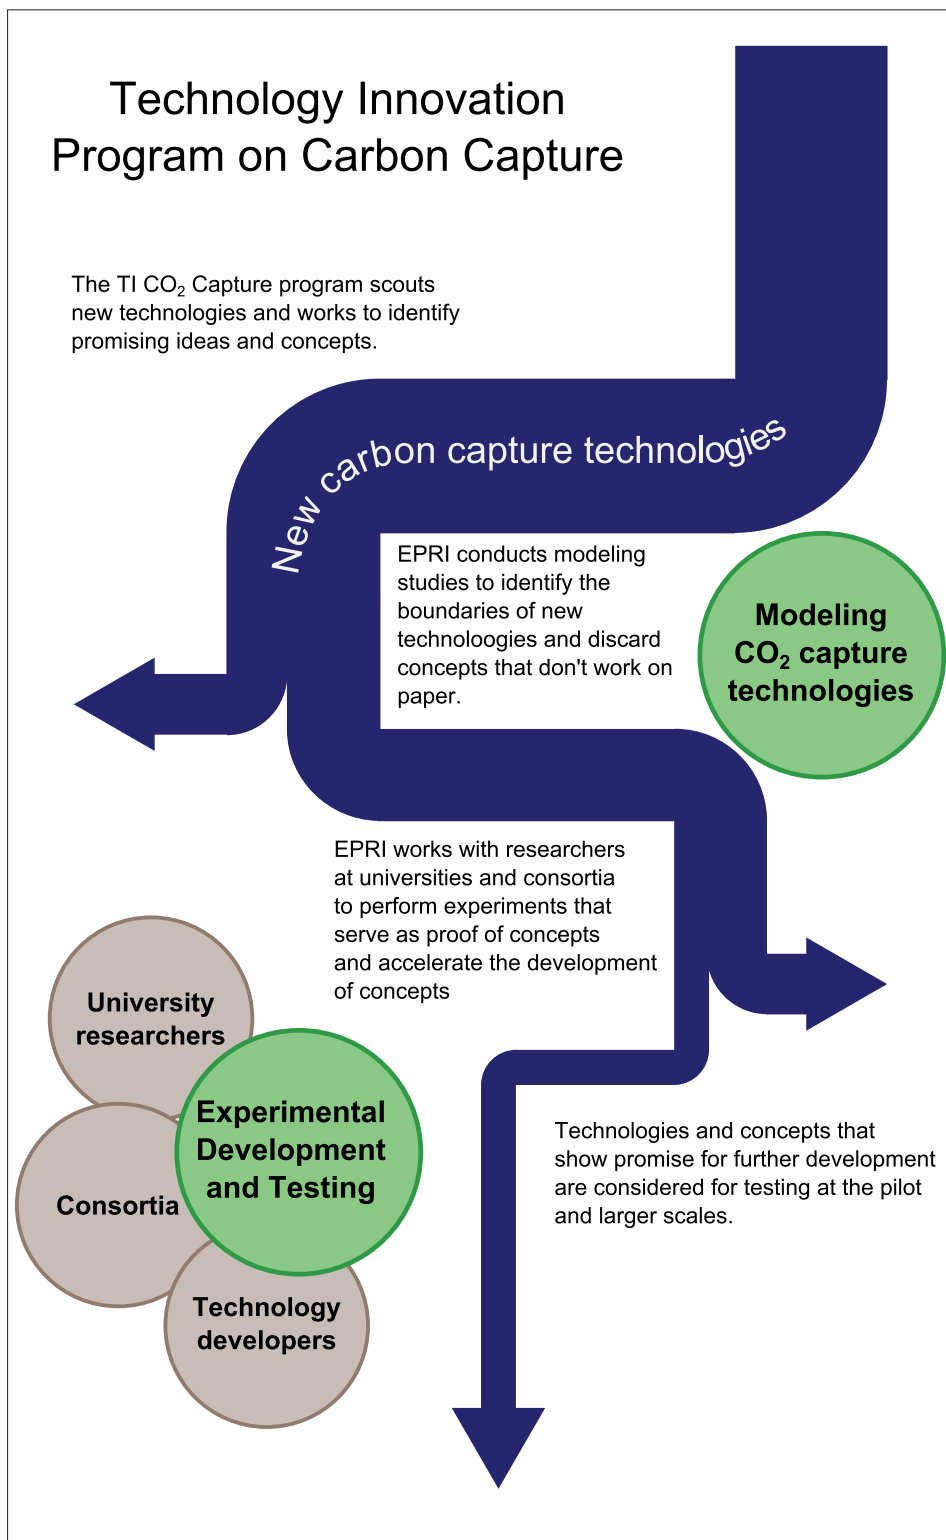 Technology Innovation
Program on Carbon Capture
The TI CO₂ Capture program scouts
new technologies and works to identify
promising ideas and concepts.
New carbon capture technologies
EPRI conducts modeling
studies to identify the
boundaries of new
technoloogies and discard
concepts that don't work on
paper.
Modeling
CO₂ capture
technologies
EPRI works with researchers
at universities and consortia
to perform experiments that
serve as proof of concepts
and accelerate the development
of concepts
University
researchers
Experimental
Development
and Testing
Consortia
Technology
developers
Technologies and concepts that
show promise for further development
are considered for testing at the pilot
and larger scales.